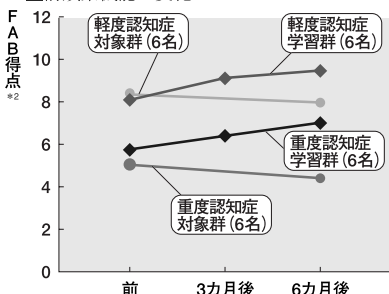 FAB得点
*2
12
10
8
6
4
2
0
軽度認知症
対象群(6名)
軽度認知症
学習群(6名)
重度認知症
学習群(6名)
重度認知症
対象群(6名)
前
3カ月後
6カ月後